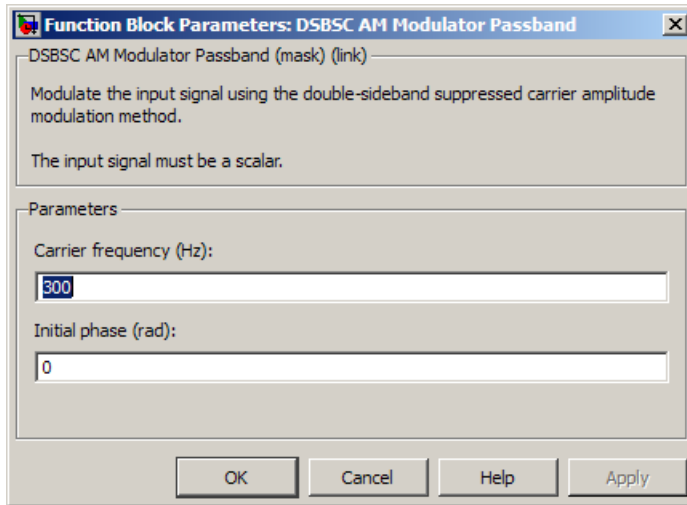 Function Block Parameters: DSBSC AM Modulator Passband
DSBSC AM Modulator Passband (mask) (link)
Modulate the input signal using the double-sideband suppressed carrier amplitude
modulation method.
The input signal must be a scalar.
Parameters
Carrier frequency (Hz):
300
Initial phase (rad):
0
OK Cancel Help Apply